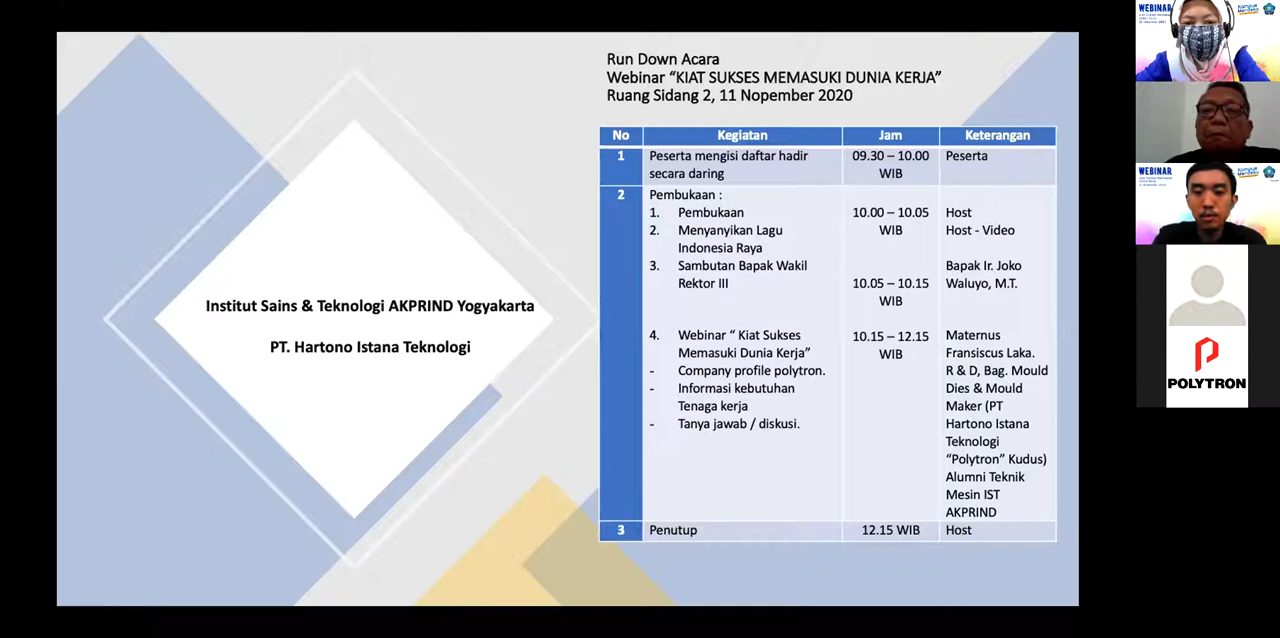 Run Down Acara
Webinar “KIAT SUKSES MEMASUKI DUNIA KERJA”
Ruang Sidang 2, 11 Nopember 2020
Institut Sains & Teknologi AKPRIND Yogyakarta
PT. Hartono Istana Teknologi
No Kegiatan Jam Keterangan
1 Peserta mengisi daftar hadir 09.30 – 10.00 Peserta
secara daring WIB
2 Pembukaan :
1. Pembukaan 10.00 – 10.05 Host
2. Menyanyikan Lagu WIB Host - Video
Indonesia Raya
3. Sambutan Bapak Wakil Bapak Ir. Joko
Rektor III 10.05 – 10.15 Waluyo, M.T.
WIB
4. Webinar “ Kiat Sukses 10.15 – 12.15 Maternus
Memasuki Dunia Kerja” WIB Fransiscus Laka.
- Company profile polytron. R & D, Bag. Mould
- Informasi kebutuhan Dies & Mould
Tenaga kerja Maker (PT
- Tanya jawab / diskusi. Hartono Istana
Teknologi
“Polytron” Kudus)
Alumni Teknik
Mesin IST
AKPRIND
3 Penutup 12.15 WIB Host
WEBINAR
Kampus
Merdeka
WEBINAR
Kampus
Merdeka
POLYTRON